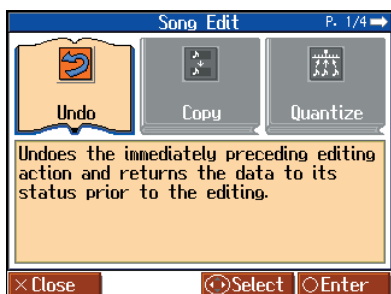 Song Edit P. 1/4
Undo Copy Quantize
Undoes the immediately preceding editing
action and returns the data to its
status prior to the editing.
×Close Select ○Enter